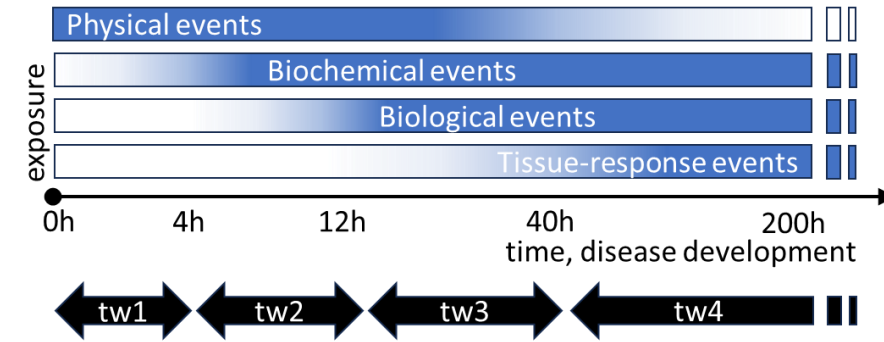 Physical events
Biochemical events
Biological events
Tissue-response events
exposure
0h 4h 12h 40h 200h
time, disease development
tw1 tw2 tw3 tw4